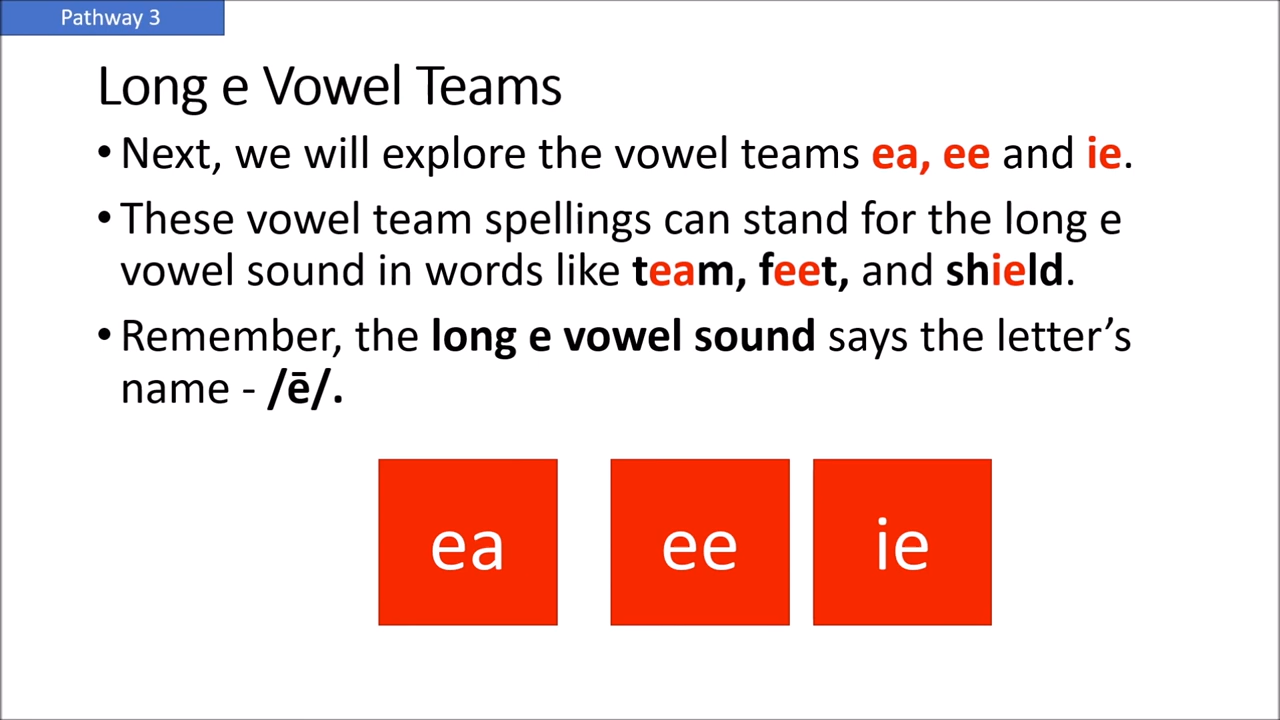 Pathway 3
Long e Vowel Teams
•Next, we will explore the vowel teams ea, ee and ie.
•These vowel team spellings can stand for the long e
vowel sound in words like team, feet, and shield.
•Remember, the long e vowel sound says the letter’s
name - /ē/.
ea ee ie